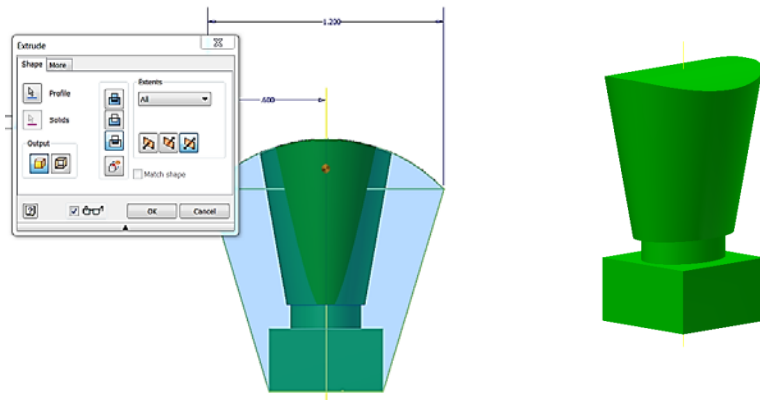 1.200
Extrude
Shape More
Extents
Profile
All
.600
Solids
Output
Match shape
OK Cancel